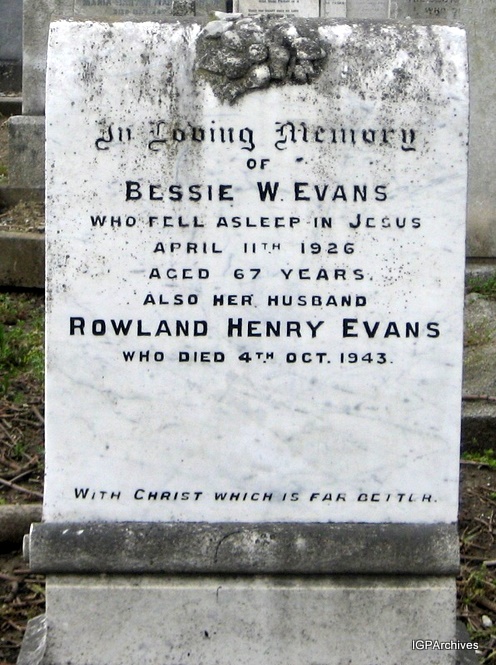 In Loving Memory
OF
BESSIE W. EVANS
WHO FELL ASLEEP IN JESUS
APRIL 11TH 1926
AGED 67 YEARS.
ALSO HER HUSBAND
ROWLAND HENRY EVANS
WHO DIED 4TH OCT. 1943.
WITH CHRIST WHICH IS FAR BETTER.
IGPArchives